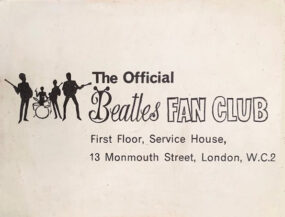 The Official
Beatles FAN CLUB
First Floor, Service House,
13 Monmouth Street, London, W.C.2